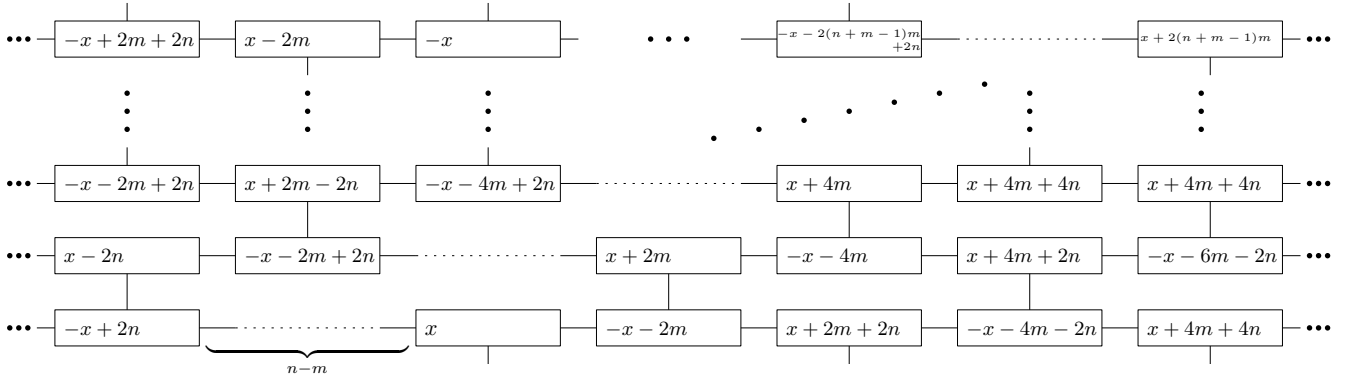 −x + 2m + 2n x − 2m −x −x − 2(n + m − 1)m x + 2(n + m − 1)m
+2n
−x − 2m + 2n x + 2m − 2n −x − 4m + 2n x + 4m x + 4m + 4n x + 4m + 4n
x − 2n −x − 2m + 2n x + 2m −x − 4m x + 4m + 2n −x − 6m − 2n
−x + 2n x −x − 2m x + 2m + 2n −x − 4m − 2n x + 4m + 4n
n−m